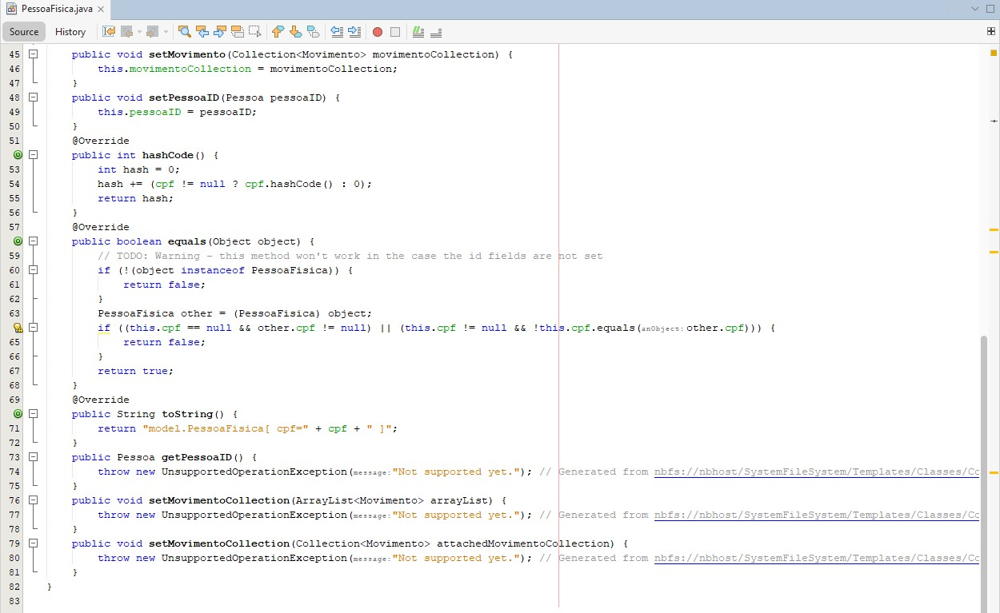 PessoaFisica.java
Source History
45 public void setMovimento(Collection<Movimento> movimentoCollection) {
46 this.movimentoCollection = movimentoCollection;
47 }
48 public void setPessoaID(Pessoa pessoaID) {
49 this.pessoaID = pessoaID;
50 }
51 @Override
public int hashCode() {
53 int hash = 0;
54 hash += (cpf != null ? cpf.hashCode() : 0);
55 return hash;
56 }
57 @Override
public boolean equals(Object object) {
59 // TODO: Warning - this method won't work in the case the id fields are not set
60 if (!(object instanceof PessoaFisica)) {
61 return false;
62 }
63 PessoaFisica other = (PessoaFisica) object;
if ((this.cpf == null && other.cpf != null) || (this.cpf != null && !this.cpf.equals(anObject:other.cpf))) {
65 return false;
66 }
67 return true;
68 }
69 @Override
public String toString() {
71 return "model.PessoaFisica[ cpf=" + cpf + " ]";
72 }
73 public Pessoa getPessoaID() {
74 throw new UnsupportedOperationException(message:"Not supported yet."); // Generated from nbfs://nbhost/SystemFileSystem/Templates/Classes/Co
75 }
76 public void setMovimentoCollection(ArrayList<Movimento> arrayList) {
77 throw new UnsupportedOperationException(message:"Not supported yet."); // Generated from nbfs://nbhost/SystemFileSystem/Templates/Classes/Co
78 }
79 public void setMovimentoCollection(Collection<Movimento> attachedMovimentoCollection) {
80 throw new UnsupportedOperationException(message:"Not supported yet."); // Generated from nbfs://nbhost/SystemFileSystem/Templates/Classes/Co
81 }
82 }
83